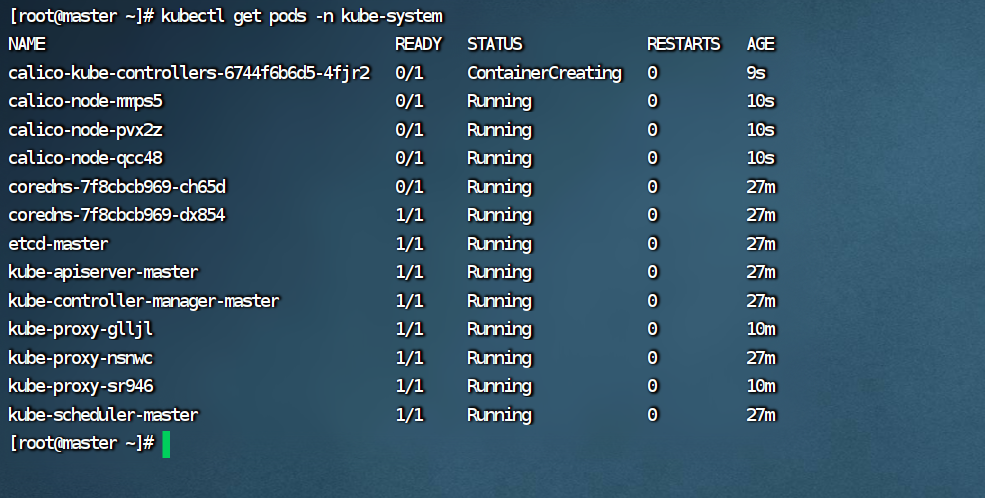 [root@master ~]# kubectl get pods -n kube-system
NAME READY STATUS RESTARTS AGE
calico-kube-controllers-6744f6b6d5-4fjr2 0/1 ContainerCreating 0 9s
calico-node-mmps5 0/1 Running 0 10s
calico-node-pvx2z 0/1 Running 0 10s
calico-node-qcc48 0/1 Running 0 10s
coredns-7f8cbcb969-ch65d 0/1 Running 0 27m
coredns-7f8cbcb969-dx854 1/1 Running 0 27m
etcd-master 1/1 Running 0 27m
kube-apiserver-master 1/1 Running 0 27m
kube-controller-manager-master 1/1 Running 0 27m
kube-proxy-glljl 1/1 Running 0 10m
kube-proxy-nsnwc 1/1 Running 0 27m
kube-proxy-sr946 1/1 Running 0 10m
kube-scheduler-master 1/1 Running 0 27m
[root@master ~]#